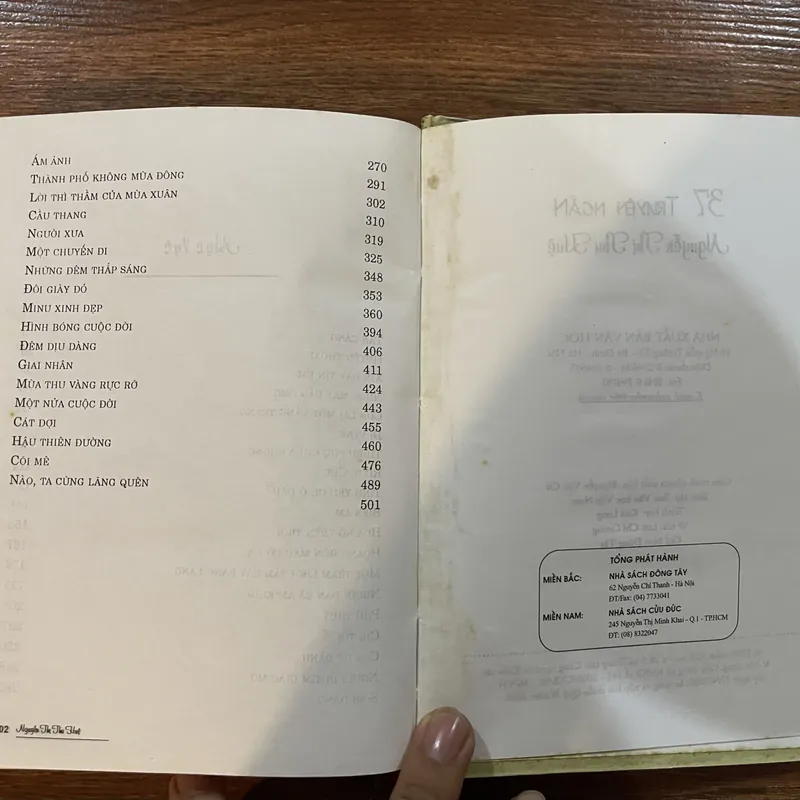 ÁM ẢNH 270
THÀNH PHỐ KHÔNG MÙA ĐÔNG 291
LỜI THÌ THẦM CỦA MÙA XUÂN 302
CẦU THANG 310
NGƯỜI XƯA 319
MỘT CHUYẾN ĐI 325
NHỮNG ĐÊM THẮP SÁNG 348
ĐÔI GIÀY ĐỎ 353
MINU XINH ĐẸP 360
HÌNH BÓNG CUỘC ĐỜI 394
ĐÊM DỊU DÀNG 406
GIAI NHÂN 411
MÙA THU VÀNG RỰC RỠ 424
MỘT NỬA CUỘC ĐỜI 443
CÁT ĐỢI 455
HẬU THIÊN ĐƯỜNG 460
CÕI MÊ 476
NÀO, TA CÙNG LÃNG QUÊN 489
501
02 Nguyễn Thị Thu Huệ
TỔNG PHÁT HÀNH
MIỀN BẮC: NHÀ SÁCH ĐÔNG TÂY
62 Nguyễn Chí Thanh - Hà Nội
ĐT/Fax: (04) 7733041
MIỀN NAM: NHÀ SÁCH CỬU ĐỨC
245 Nguyễn Thị Minh Khai - Q.1 - TP.HCM
ĐT: (08) 8322047